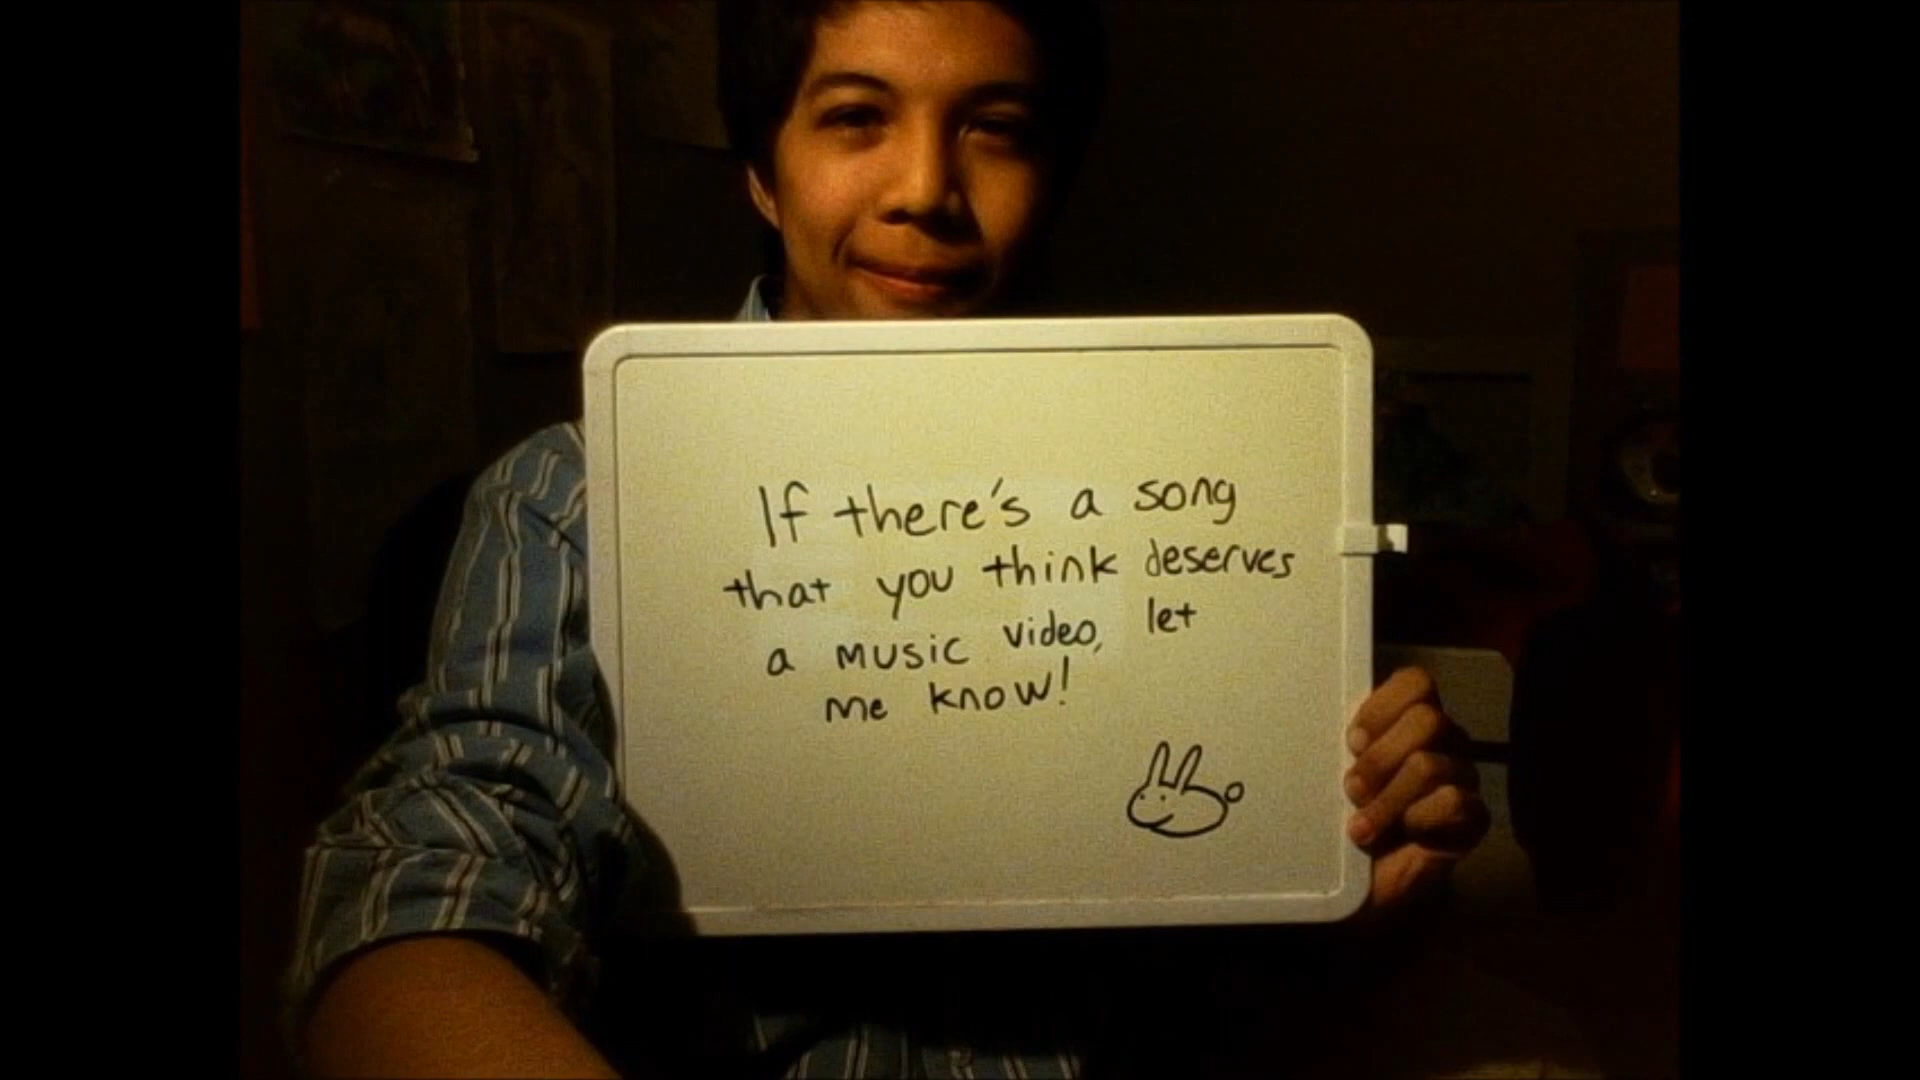 If there's a song
that you think deserves
a music video, let
me know!